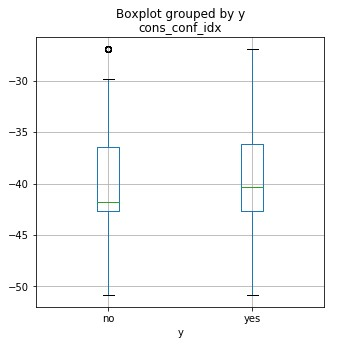 Boxplot grouped by y
cons_conf_idx
−30
−35
−40
−45
−50
no yes
y